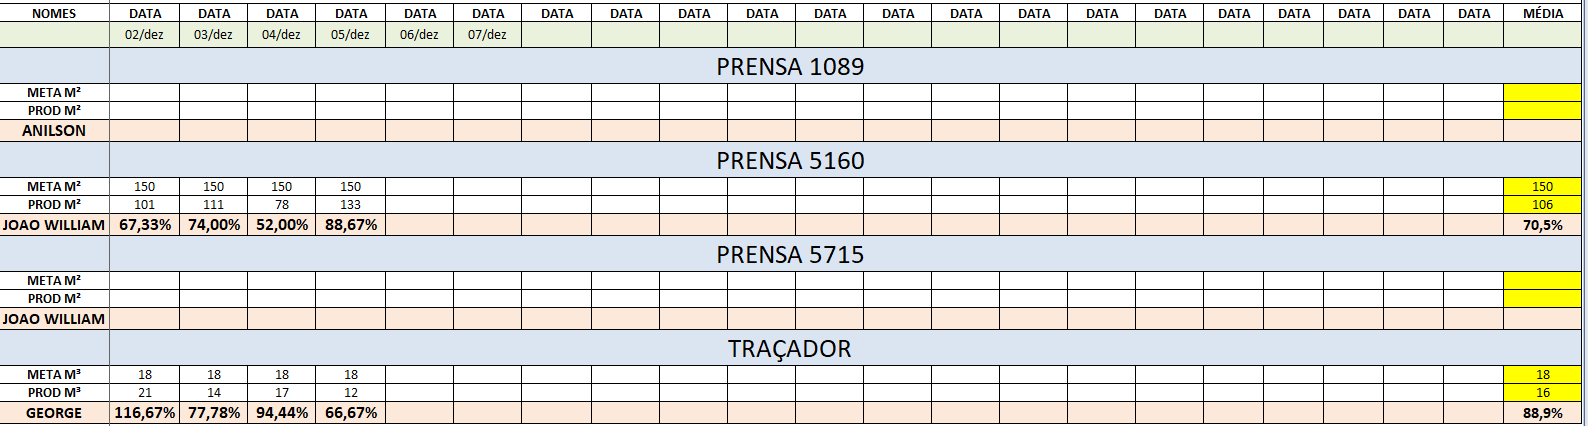 NOMES DATA DATA DATA DATA DATA DATA DATA DATA DATA DATA DATA DATA DATA DATA DATA DATA DATA DATA DATA DATA DATA MÉDIA
02/dez 03/dez 04/dez 05/dez 06/dez 07/dez
PRENSA 1089
META M²
PROD M²
ANILSON
PRENSA 5160
META M² 150 150 150 150 150
PROD M² 101 111 78 133 106
JOAO WILLIAM 67,33% 74,00% 52,00% 88,67% 70,5%
PRENSA 5715
META M²
PROD M²
JOAO WILLIAM
TRAÇADOR
META M³ 18 18 18 18 18
PROD M³ 21 14 17 12 16
GEORGE 116,67% 77,78% 94,44% 66,67% 88,9%